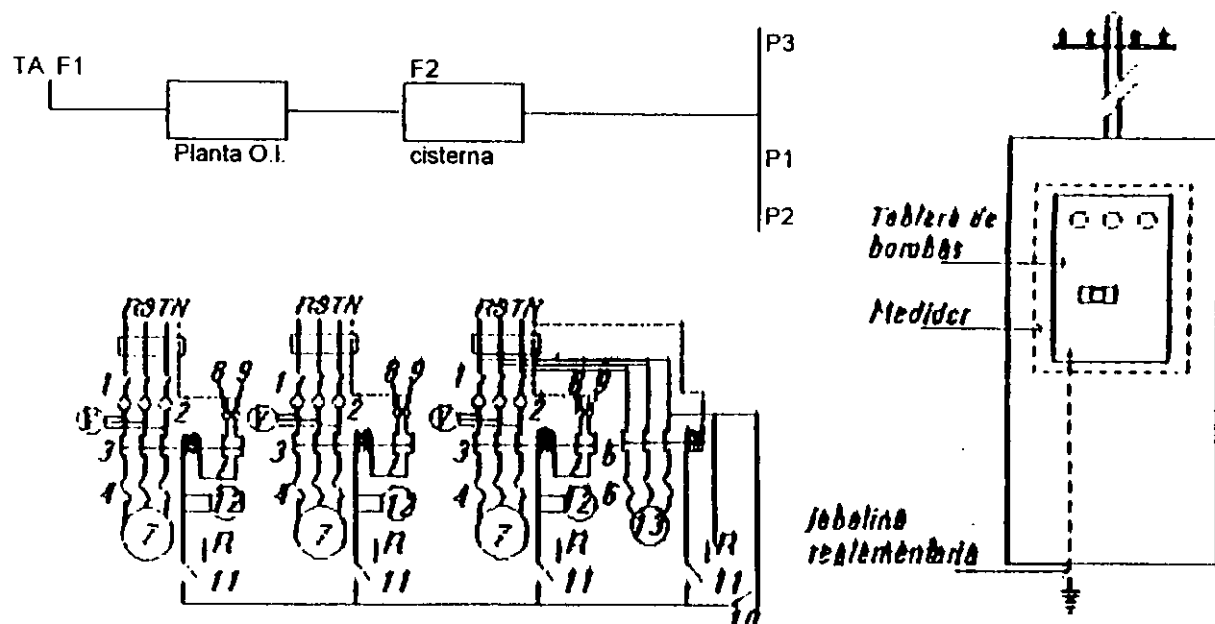 TA F1
Planta O.I.
F2
cisterna
P3
P1
P2
Tablero de
bombas
Medidor
Jabalina
reglamentaria
RSTN
RSTN
RSTN
1
8 9
2
V
3
4
12
7
R
11
1
8 9
2
V
3
4
12
7
R
11
1
8 9
2
V
3
6
4
12
6
13
7
R
11
R
11
10